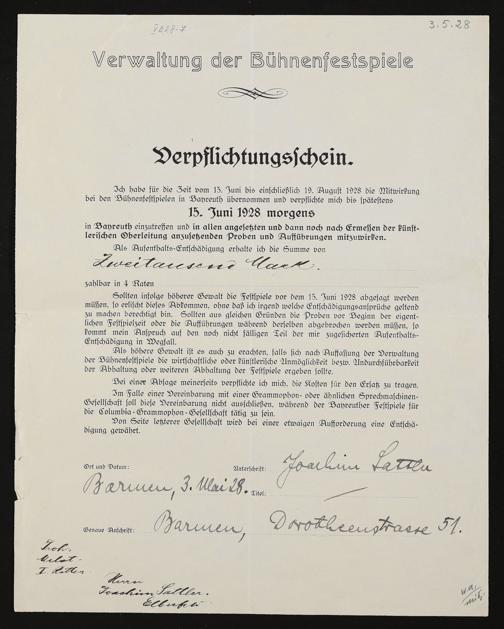 3.5.28
Verwaltung der Bühnenfestspiele
Verpflichtungsschein.
Ich habe für die Zeit vom 15. Juni bis einschließlich 19. August 1928 die Mitwirkung
bei den Bühnenfestspielen in Bayreuth übernommen und verpflichte mich bis spätestens
15. Juni 1928 morgens
in Bayreuth einzutreffen und in allen angesetzten und dann noch nach Ermessen der künst-
lerischen Oberleitung anzusetzenden Proben und Aufführungen mitzuwirken.
Als Aufenthalts-Entschädigung erhalte ich die Summe von
Zweitausend Mark.
zahlbar in 4 Raten
Sollten infolge höherer Gewalt die Festspiele vor dem 15. Juni 1928 abgesagt werden
müssen, so erlischt dieses Abkommen, ohne daß ich irgend welche Entschädigungsansprüche geltend
zu machen berechtigt bin. Sollten aus gleichen Gründen die Proben vor Beginn der eigent-
lichen Festspielzeit oder die Aufführungen während derselben abgebrochen werden müssen, so
kommt mein Anspruch auf den noch nicht fälligen Teil der mir zugesicherten Aufenthalts-
Entschädigung in Wegfall.
Als höhere Gewalt ist es auch zu erachten, falls sich nach Auffassung der Verwaltung
der Bühnenfestspiele die wirtschaftliche oder künstlerische Unmöglichkeit bezw. Undurchführbarkeit
der Abhaltung oder weiteren Abhaltung der Festspiele ergeben sollte.
Bei einer Absage meinerseits verpflichte ich mich, die Kosten für den Ersatz zu tragen.
Im Falle einer Vereinbarung mit einer Grammophon- oder ähnlichen Sprechmaschinen-
Gesellschaft soll diese Vereinbarung nicht ausschließen, während der Bayreuther Festspiele für
die Columbia-Grammophon-Gesellschaft tätig zu sein.
Von Seite letzterer Gesellschaft wird bei einer etwaigen Aufforderung eine Entschä-
digung gewährt.
Ort und Datum:
Unterschrift: Joachim Sattler
Barmen, 3. Mai 28.
Titel:
Genaue Anschrift: Barmen, Dorotheenstrasse 51.
Herrn
Joachim Sattler.